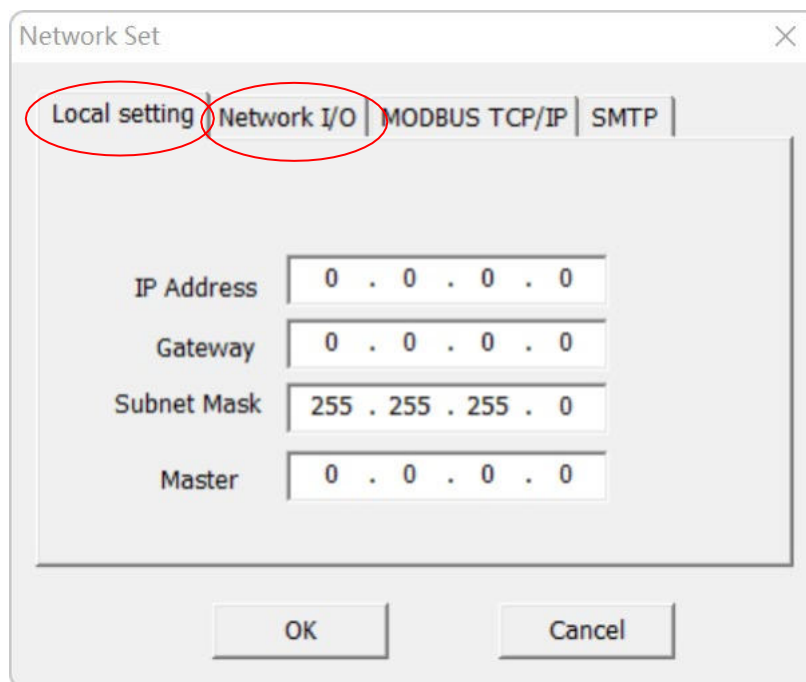 Network Set
Local setting Network I/O MODBUS TCP/IP SMTP
IP Address 0 . 0 . 0 . 0
Gateway 0 . 0 . 0 . 0
Subnet Mask 255 . 255 . 255 . 0
Master 0 . 0 . 0 . 0
OK Cancel